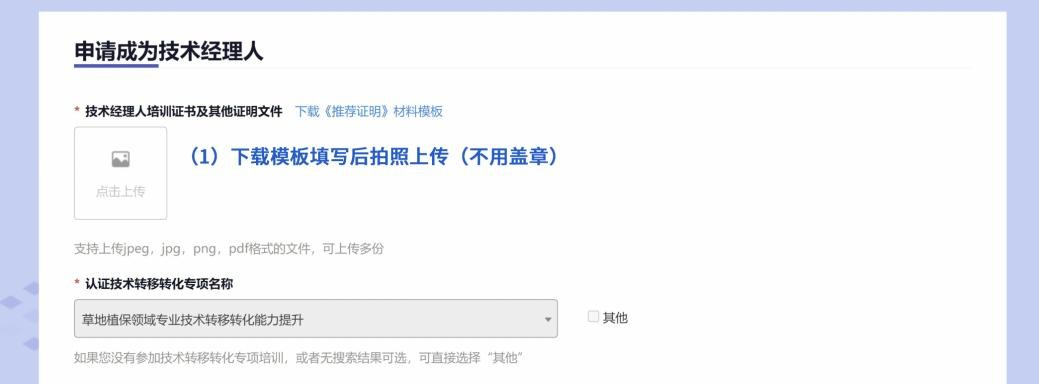 申请成为技术经理人
* 技术经理人培训证书及其他证明文件 下载《推荐证明》材料模板
点击上传
（1）下载模板填写后拍照上传（不用盖章）
支持上传jpeg，jpg，png，pdf格式的文件，可上传多份
* 认证技术转移转化专项名称
草地植保领域专业技术转移转化能力提升
其他
如果您没有参加技术转移转化专项培训，或者无搜索结果可选，可直接选择“其他”